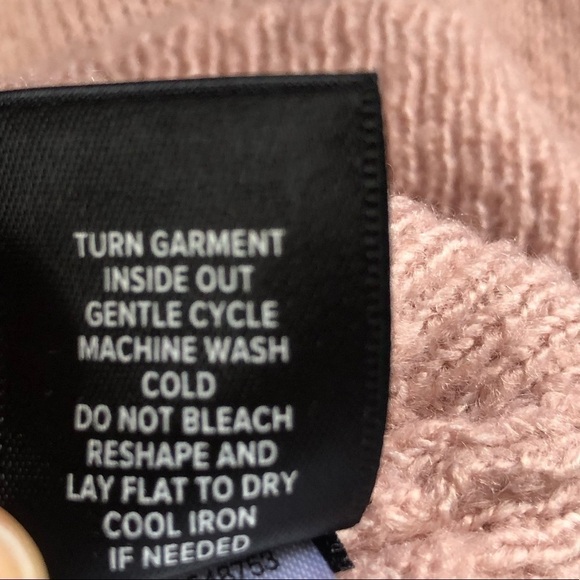 TURN GARMENT
INSIDE OUT
GENTLE CYCLE
MACHINE WASH
COLD
DO NOT BLEACH
RESHAPE AND
LAY FLAT TO DRY
COOL IRON
IF NEEDED